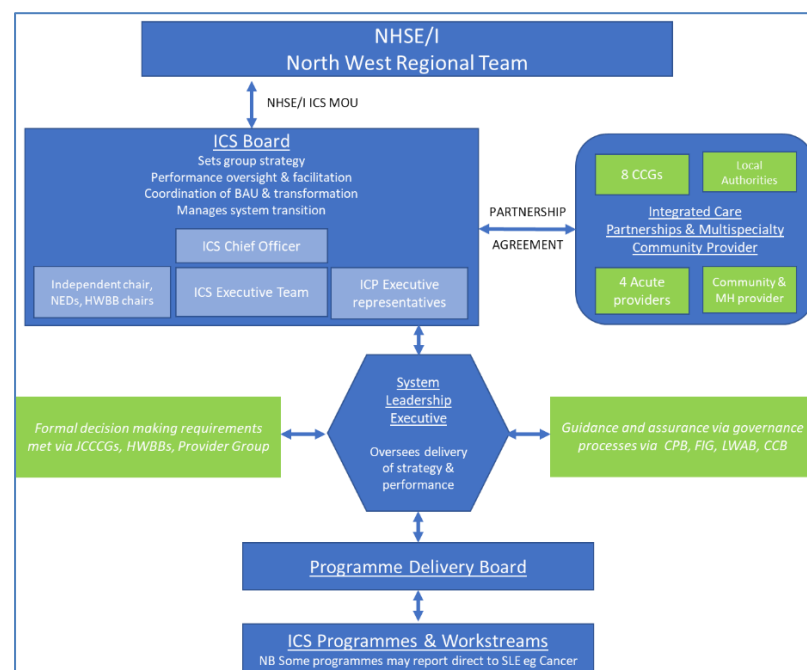 NHSE/I
North West Regional Team
NHSE/I ICS MOU
ICS Board
Sets group strategy
Performance oversight & facilitation
Coordination of BAU & transformation
Manages system transition
ICS Chief Officer
Independent chair,
NEDs, HWBB chairs
ICS Executive Team
ICP Executive
representatives
PARTNERSHIP
AGREEMENT
8 CCGs
Local
Authorities
Integrated Care
Partnerships & Multispecialty
Community Provider
4 Acute
providers
Community &
MH provider
System
Leadership
Executive
Oversees delivery
of strategy &
performance
Formal decision making requirements
met via JCCCGs, HWBBs, Provider Group
Guidance and assurance via governance
processes via CPB, FIG, LWAB, CCB
Programme Delivery Board
ICS Programmes & Workstreams
NB Some programmes may report direct to SLE eg Cancer